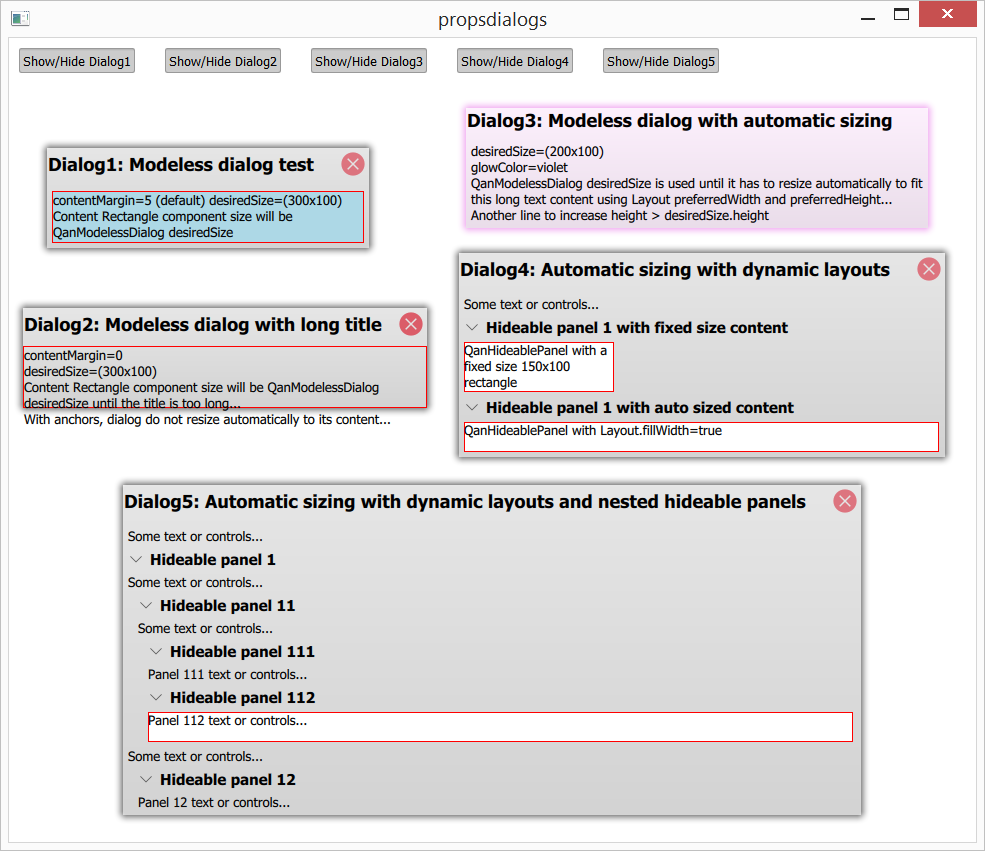 propsdialogs
Show/Hide Dialog1
Show/Hide Dialog2
Show/Hide Dialog3
Show/Hide Dialog4
Show/Hide Dialog5
Dialog1: Modeless dialog test
contentMargin=5 (default) desiredSize=(300x100)
Content Rectangle component size will be
QanModelessDialog desiredSize
Dialog3: Modeless dialog with automatic sizing
desiredSize=(200x100)
glowColor=violet
QanModelessDialog desiredSize is used until it has to resize automatically to fit
this long text content using Layout preferredWidth and preferredHeight...
Another line to increase height > desiredSize.height
Dialog2: Modeless dialog with long title
contentMargin=0
desiredSize=(300x100)
Content Rectangle component size will be QanModelessDialog
desiredSize until the title is too long...
With anchors, dialog do not resize automatically to its content...
Dialog4: Automatic sizing with dynamic layouts
Some text or controls...
Hideable panel 1 with fixed size content
QanHideablePanel with a
fixed size 150x100
rectangle
Hideable panel 1 with auto sized content
QanHideablePanel with Layout.fillWidth=true
Dialog5: Automatic sizing with dynamic layouts and nested hideable panels
Some text or controls...
Hideable panel 1
Some text or controls...
Hideable panel 11
Some text or controls...
Hideable panel 111
Panel 111 text or controls...
Hideable panel 112
Panel 112 text or controls...
Some text or controls...
Hideable panel 12
Panel 12 text or controls...